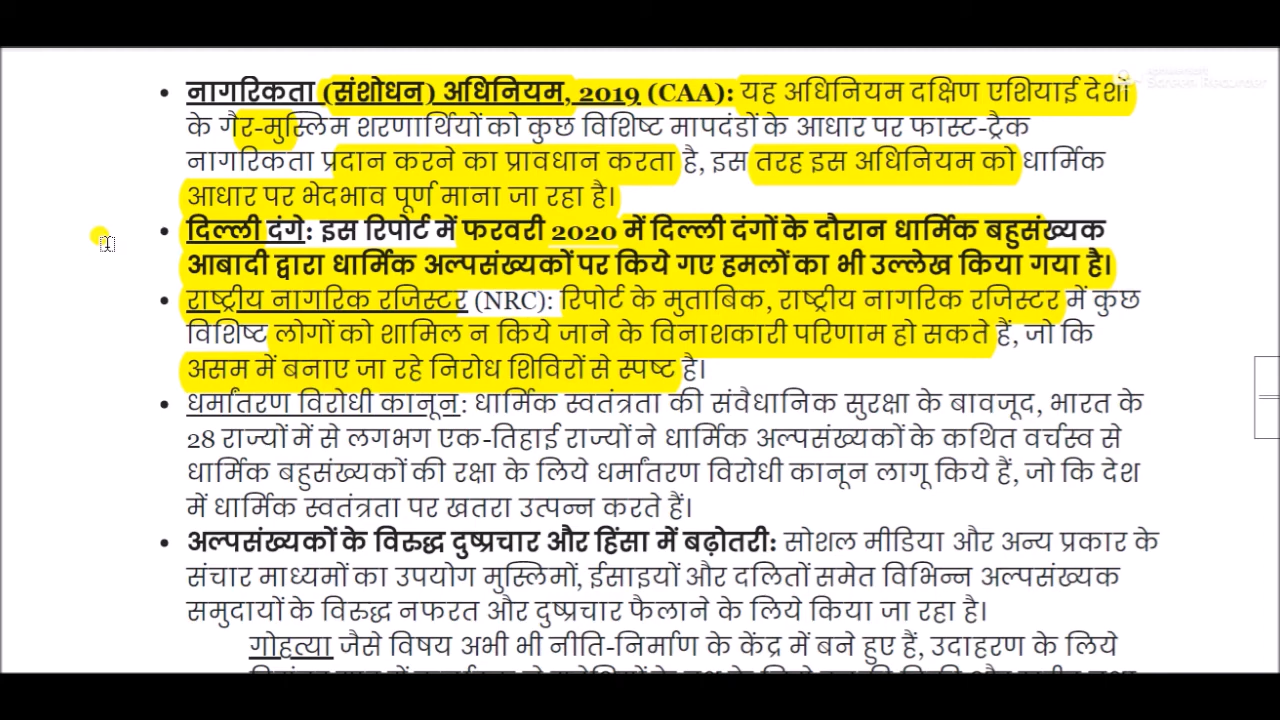 • नागरिकता (संशोधन) अधिनियम, 2019 (CAA): यह अधिनियम दक्षिण एशियाई देशों
के गैर-मुस्लिम शरणार्थियों को कुछ विशिष्ट मापदंडों के आधार पर फास्ट-ट्रैक
नागरिकता प्रदान करने का प्रावधान करता है, इस तरह इस अधिनियम को धार्मिक
आधार पर भेदभाव पूर्ण माना जा रहा है।
• दिल्ली दंगे: इस रिपोर्ट में फरवरी 2020 में दिल्ली दंगों के दौरान धार्मिक बहुसंख्यक
आबादी द्वारा धार्मिक अल्पसंख्यकों पर किये गए हमलों का भी उल्लेख किया गया है।
• राष्ट्रीय नागरिक रजिस्टर (NRC): रिपोर्ट के मुताबिक, राष्ट्रीय नागरिक रजिस्टर में कुछ
विशिष्ट लोगों को शामिल न किये जाने के विनाशकारी परिणाम हो सकते हैं, जो कि
असम में बनाए जा रहे निरोध शिविरों से स्पष्ट है।
• धर्मांतरण विरोधी कानून: धार्मिक स्वतंत्रता की संवैधानिक सुरक्षा के बावजूद, भारत के
28 राज्यों में से लगभग एक-तिहाई राज्यों ने धार्मिक अल्पसंख्यकों के कथित वर्चस्व से
धार्मिक बहुसंख्यकों की रक्षा के लिये धर्मांतरण विरोधी कानून लागू किये हैं, जो कि देश
में धार्मिक स्वतंत्रता पर खतरा उत्पन्न करते हैं।
• अल्पसंख्यकों के विरुद्ध दुष्प्रचार और हिंसा में बढ़ोतरी: सोशल मीडिया और अन्य प्रकार के
संचार माध्यमों का उपयोग मुस्लिमों, ईसाइयों और दलितों समेत विभिन्न अल्पसंख्यक
समुदायों के विरुद्ध नफरत और दुष्प्रचार फैलाने के लिये किया जा रहा है।
गोहत्या जैसे विषय अभी भी नीति-निर्माण के केंद्र में बने हुए हैं, उदाहरण के लिये